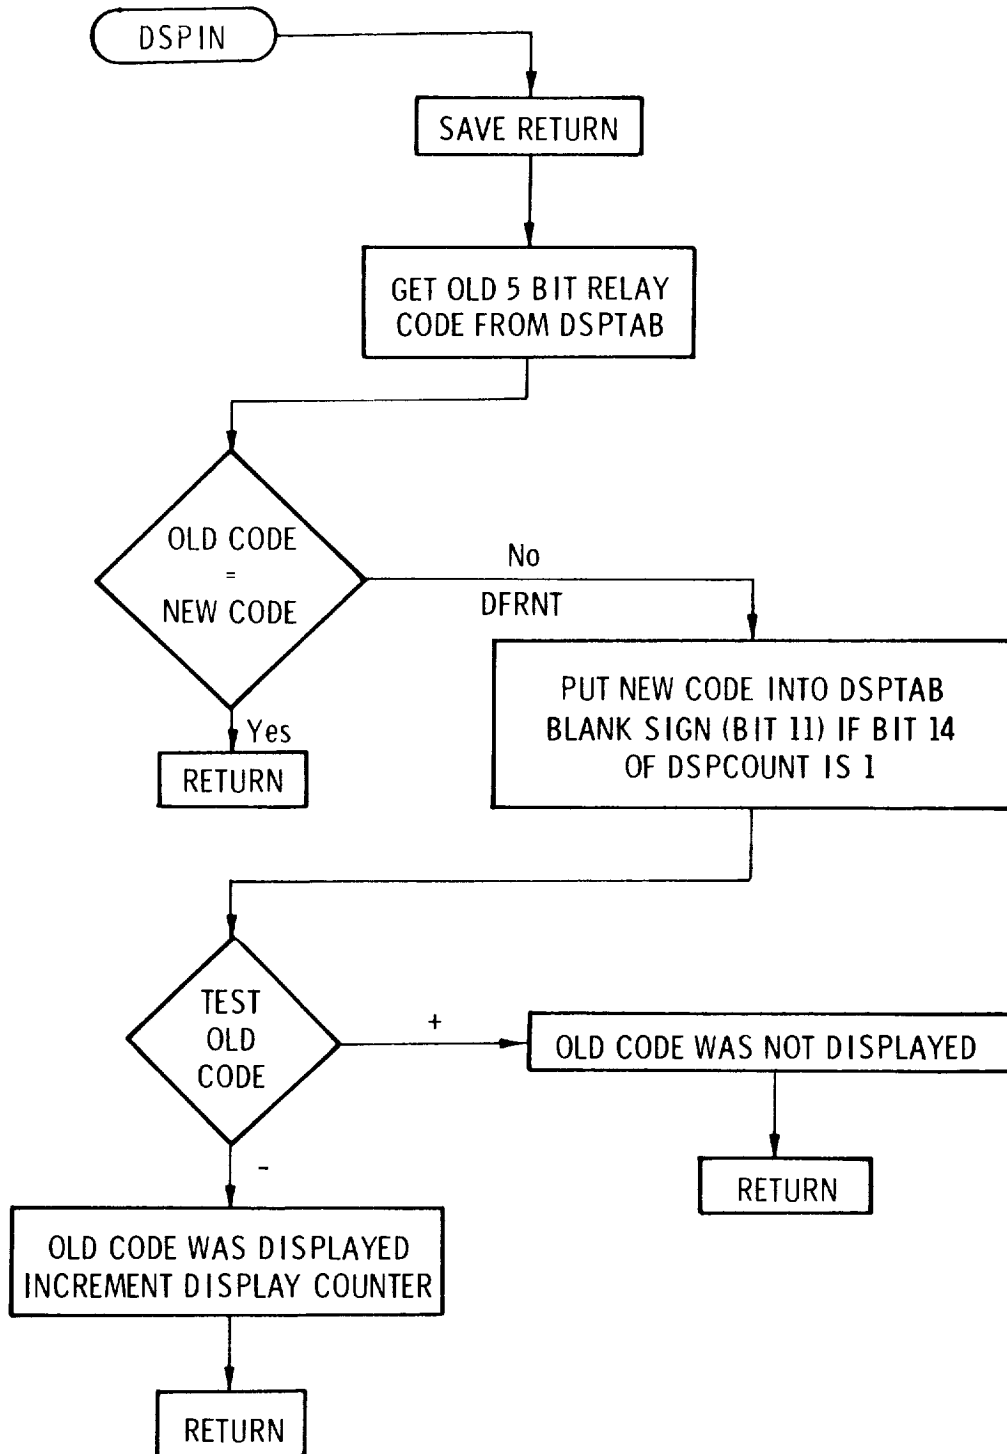 DSPIN
SAVE RETURN
GET OLD 5 BIT RELAY
CODE FROM DSPTAB
OLD CODE
=
NEW CODE
No
DFRNT
Yes
RETURN
PUT NEW CODE INTO DSPTAB
BLANK SIGN (BIT 11) IF BIT 14
OF DSPCOUNT IS 1
TEST
OLD
CODE
+
OLD CODE WAS NOT DISPLAYED
RETURN
-
OLD CODE WAS DISPLAYED
INCREMENT DISPLAY COUNTER
RETURN